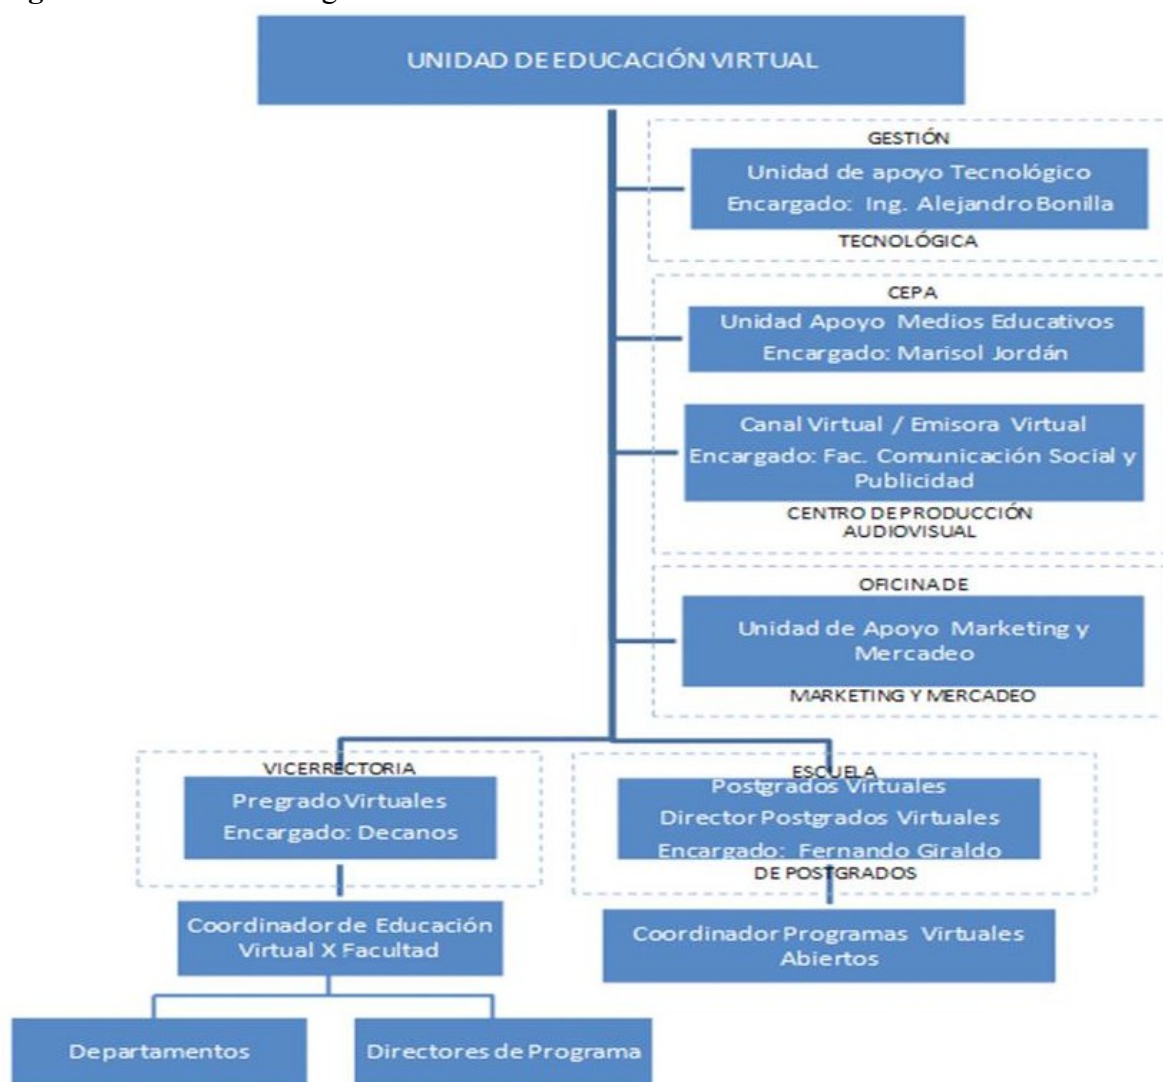 UNIDAD DE EDUCACIÓN VIRTUAL
GESTIÓN
Unidad de apoyo Tecnológico
Encargado: Ing. Alejandro Bonilla
TECNOLÓGICA
CEPA
Unidad Apoyo Medios Educativos
Encargado: Marisol Jordán
Canal Virtual / Emisora Virtual
Encargado: Fac. Comunicación Social y
Publicidad
CENTRO DE PRODUCCIÓN
AUDIOVISUAL
OFICINA DE
Unidad de Apoyo Marketing y
Mercadeo
MARKETING Y MERCADEO
VICERRECTORIA
Pregrado Virtuales
Encargado: Decanos
ESCUELA
Postgrados Virtuales
Director Postgrados Virtuales
Encargado: Fernando Giraldo
DE POSTGRADOS
Coordinador de Educación
Virtual X Facultad
Coordinador Programas Virtuales
Abiertos
Departamentos
Directores de Programa